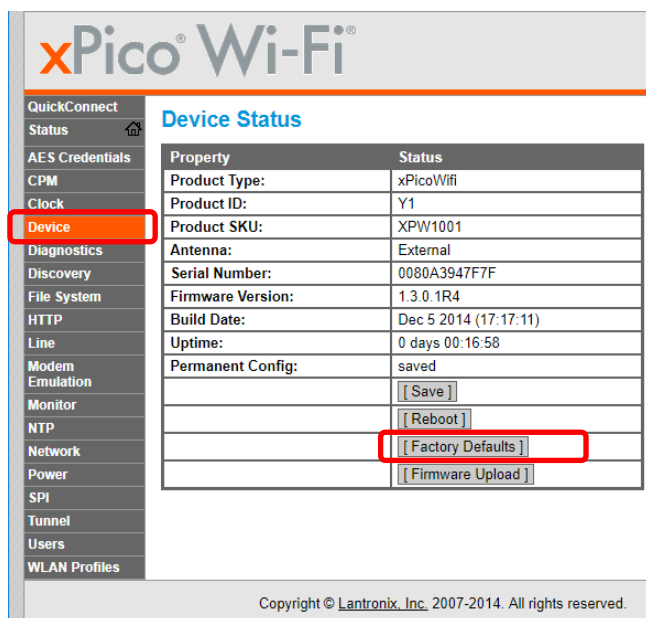 xPico® Wi-Fi®
QuickConnect
Status
AES Credentials
CPM
Clock
Device
Diagnostics
Discovery
File System
HTTP
Line
Modem
Emulation
Monitor
NTP
Network
Power
SPI
Tunnel
Users
WLAN Profiles
Device Status
Property Status
Product Type: xPicoWifi
Product ID: Y1
Product SKU: XPW1001
Antenna: External
Serial Number: 0080A3947F7F
Firmware Version: 1.3.0.1R4
Build Date: Dec 5 2014 (17:17:11)
Uptime: 0 days 00:16:58
Permanent Config: saved
[ Save ]
[ Reboot ]
[ Factory Defaults ]
[ Firmware Upload ]
Copyright © Lantronix, Inc. 2007-2014. All rights reserved.